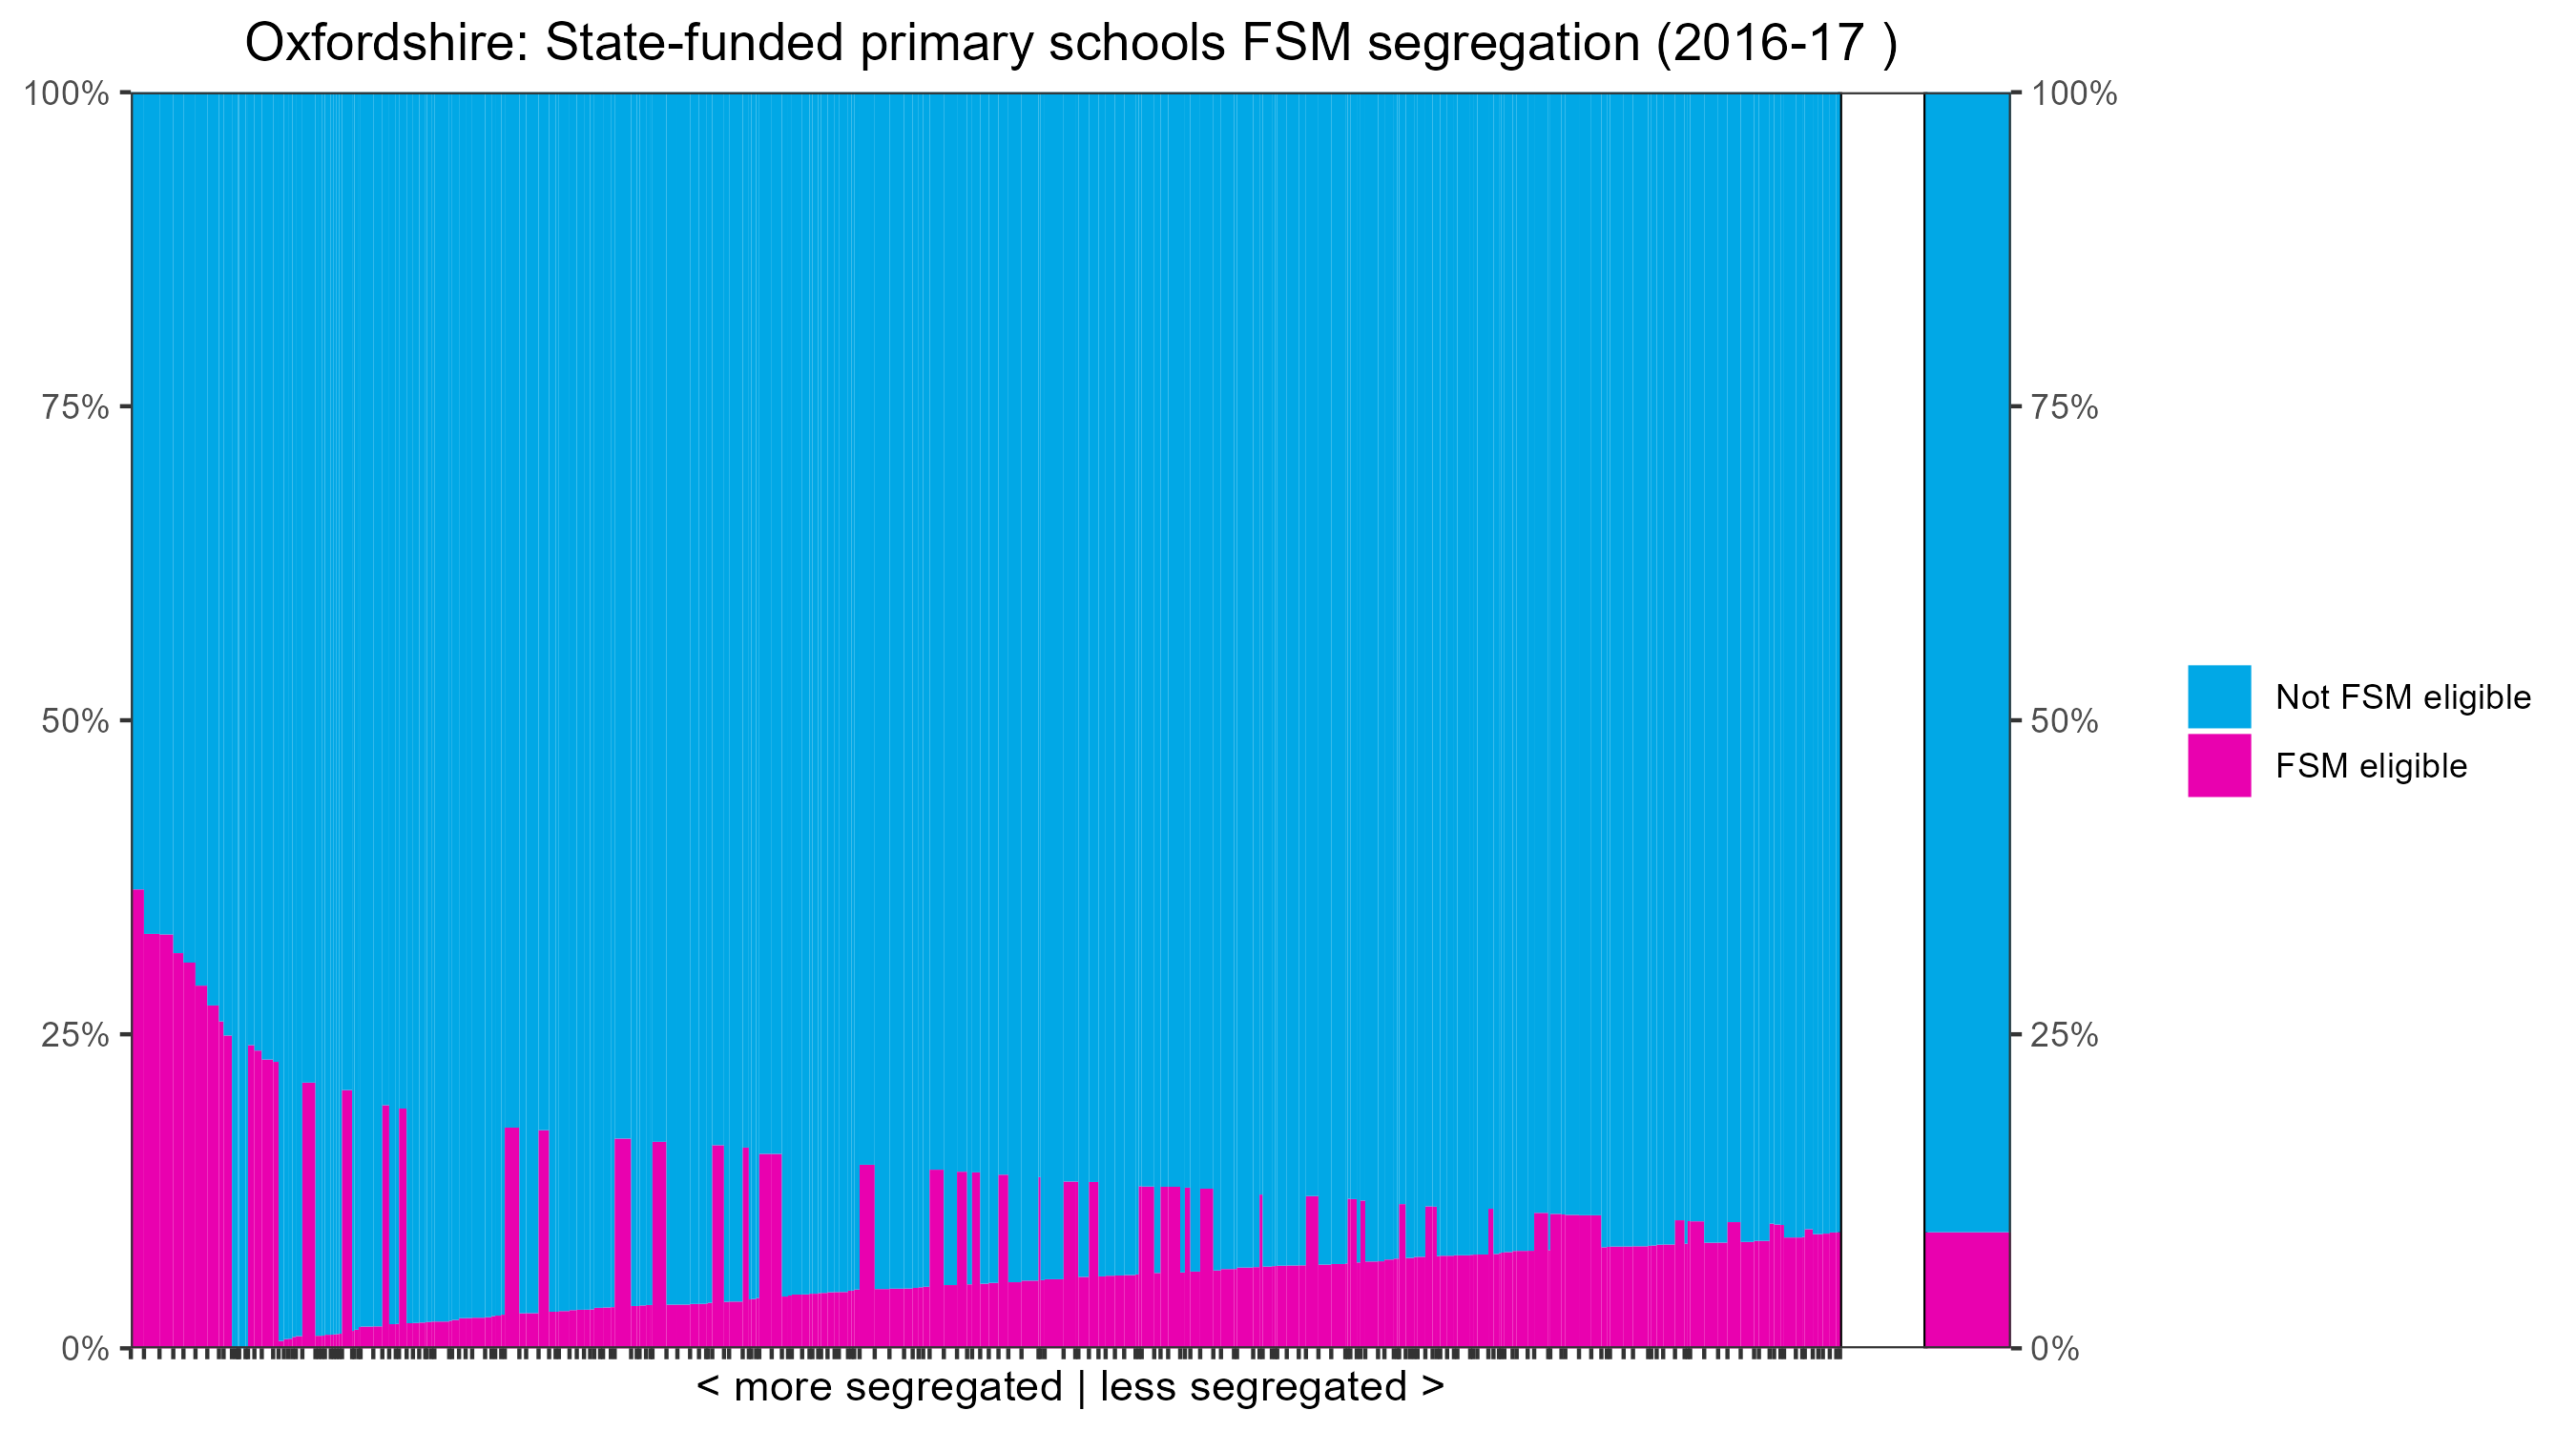 Oxfordshire: State-funded primary schools FSM segregation (2016-17 )
100%
75%
50%
25%
0%
100%
75%
50%
25%
0%
Not FSM eligible
FSM eligible
< more segregated | less segregated >